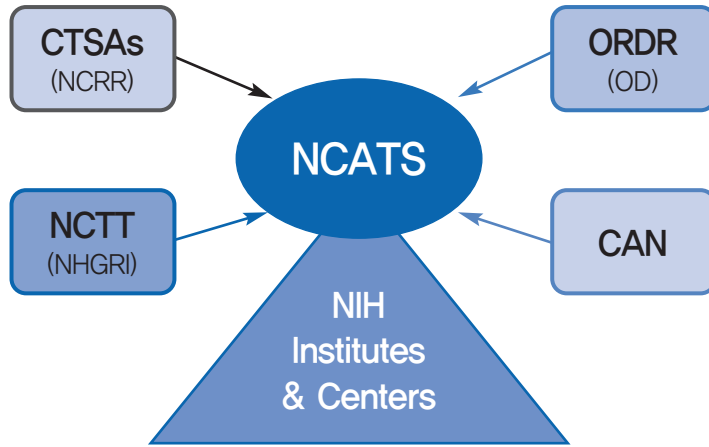 CTSAs
(NCRR)
ORDR
(OD)
NCATS
NCTT
(NHGRI)
CAN
NIH
Institutes
& Centers